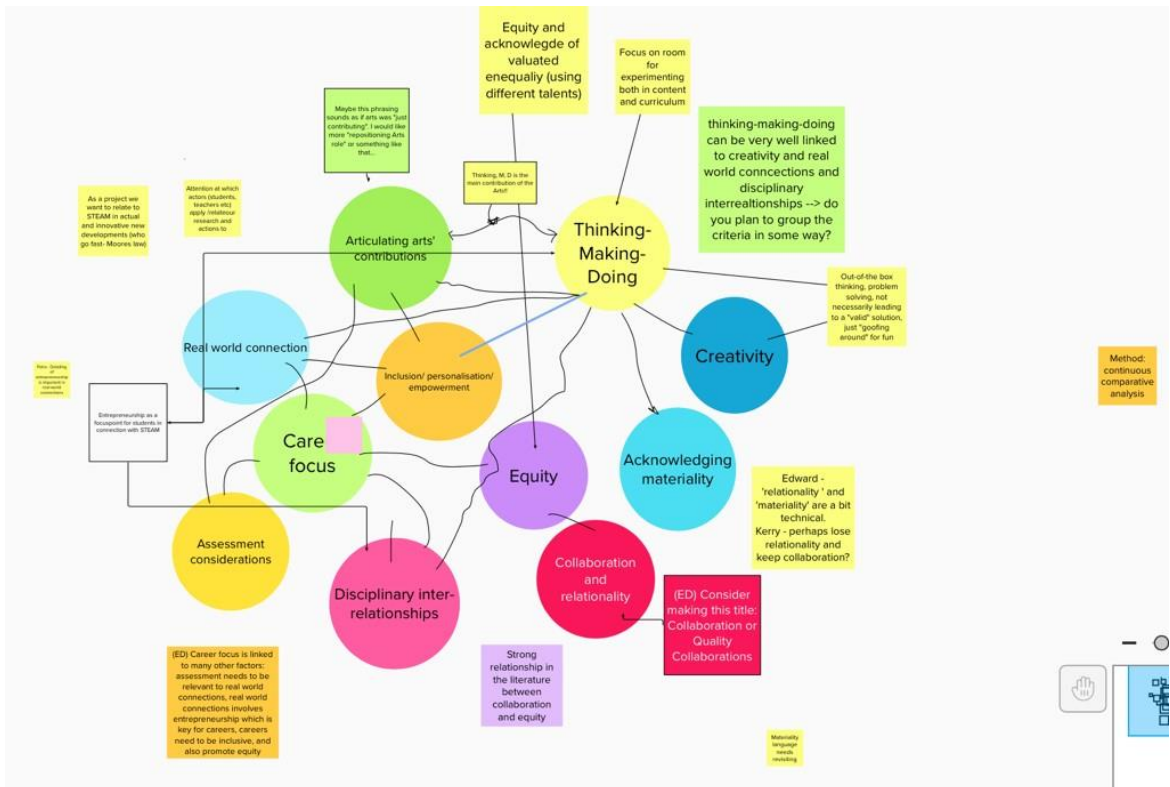 Equity and
acknowlegde of
valuated
enequaliy (using
different talents)
Focus on room
for
experimenting
both in content
and curriculum
Maybe this phrasing
sounds as if arts was "just
contributing". I would like
more "repositioning Arts
role" or something like
that...
thinking-making-doing
can be very well linked
to creativity and real
world conncections and
disciplinary
interrealtionships --> do
you plan to group the
criteria in some way?
As a project we
want to relate to
STEAM in actual
and innovative new
developments (who
go fast- Moores law)
Attention at which
actors (students,
teachers etc)
apply /relateour
research and
actions to
Thinking, M, D is the
main contribution of the
Arts!!
Articulating arts'
contributions
Thinking-
Making-
Doing
Out-of-the box
thinking, problem
solving, not
necessarily leading
to a "valid" solution,
just "goofing
around" for fun
Real world connection
Inclusion/ personalisation/
empowerment
Creativity
Method:
continuous
comparative
analysis
entrepreneurship
is important in
real-world
Entrepreneurship as a
focuspoint for students in
connection with STEAM
Care
focus
Equity
Acknowledging
materiality
Edward -
'relationality ' and
'materiality' are a bit
technical.
Kerry - perhaps lose
relationality and
keep collaboration?
Assessment
considerations
Disciplinary inter-
relationships
Collaboration
and
relationality
(ED) Consider
making this title:
Collaboration or
Quality
Collaborations
(ED) Career focus is linked
to many other factors:
assessment needs to be
relevant to real world
connections, real world
connections involves
entrepreneurship which is
key for careers, careers
need to be inclusive, and
also promote equity
Strong
relationship in
the literature
between
collaboration
and equity
Materiality
language
needs
revisiting